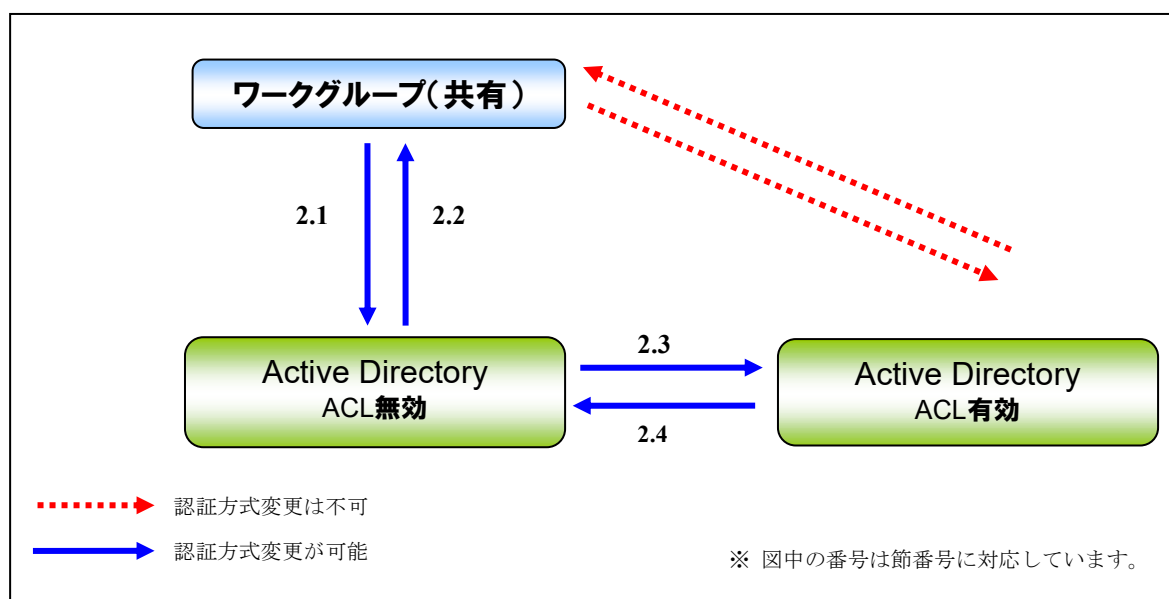 ワークグループ(共有)
2.1
2.2
Active Directory
ACL無効
2.3
2.4
Active Directory
ACL有効
認証方式変更は不可
認証方式変更が可能
※ 図中の番号は節番号に対応しています。